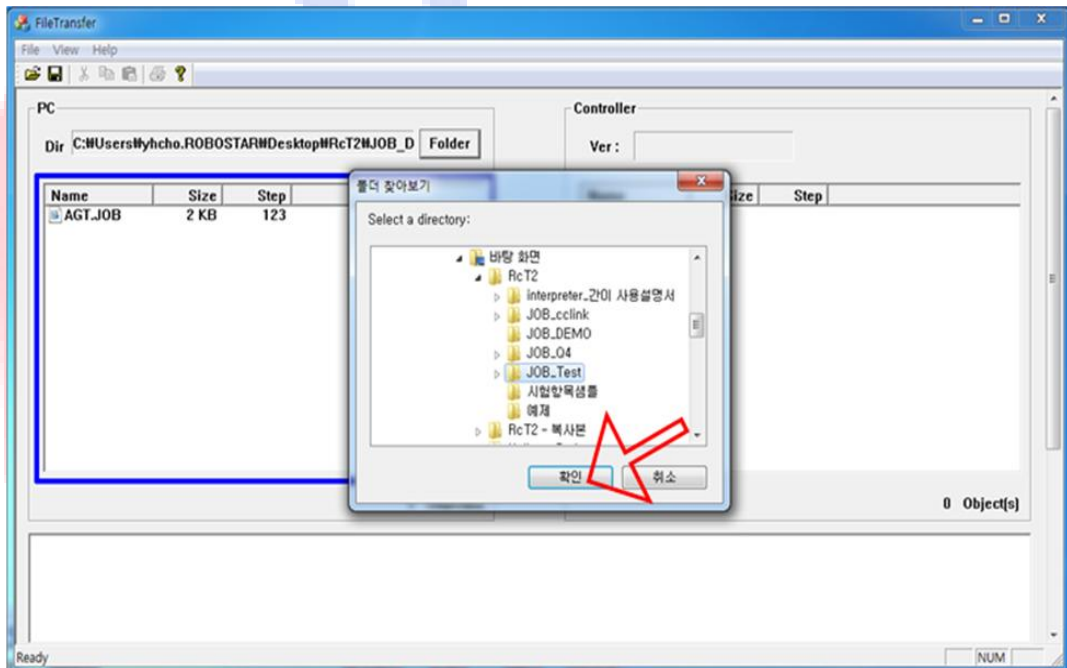 FileTransfer
File View Help
PC
Dir C:₩Users₩yhcho.ROBOSTAR₩Desktop₩RcT2₩JOB_D Folder
Name Size Step
AGT.JOB 2 KB 123
Controller
Ver :
Size Step
폴더 찾아보기
Select a directory:
바탕 화면
RcT2
interpreter_간이 사용설명서
JOB_cclink
JOB_DEMO
JOB_Q4
JOB_Test
시험항목샘플
예제
RcT2 - 복사본
확인 취소
0 Object(s)
Ready NUM